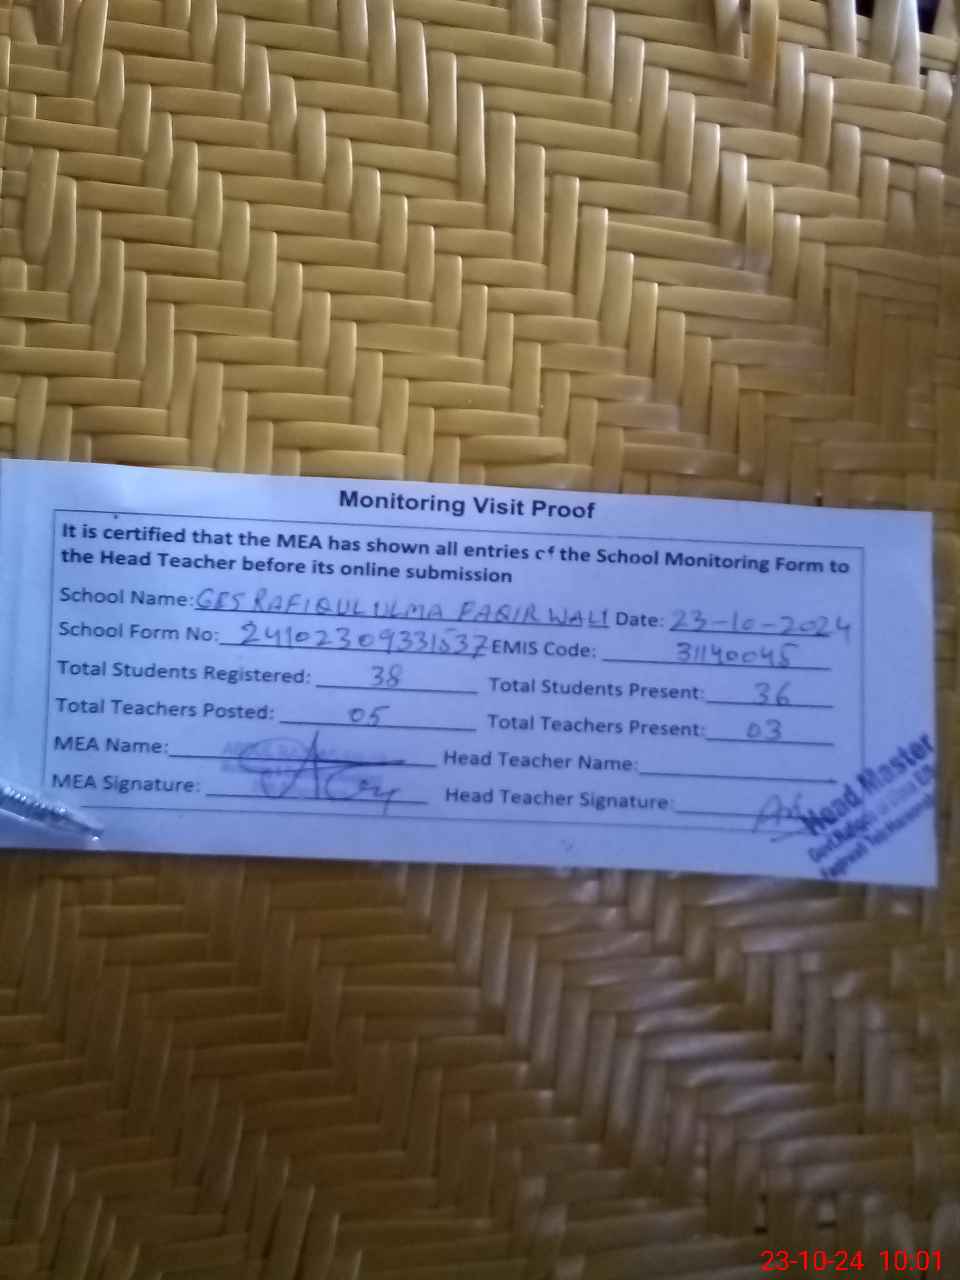 Monitoring Visit Proof
It is certified that the MEA has shown all entries of the School Monitoring Form to
the Head Teacher before its online submission
School Name: GES RAFIQUL ULMA FAQIR WALI Date: 23-10-2024
School Form No: 24102309331537 EMIS Code: 31140045
Total Students Registered: 38 Total Students Present: 36
Total Teachers Posted: 05 Total Teachers Present: 03
MEA Name: Head Teacher Name:
MEA Signature: Head Teacher Signature:
Head Master
23-10-24 10:01